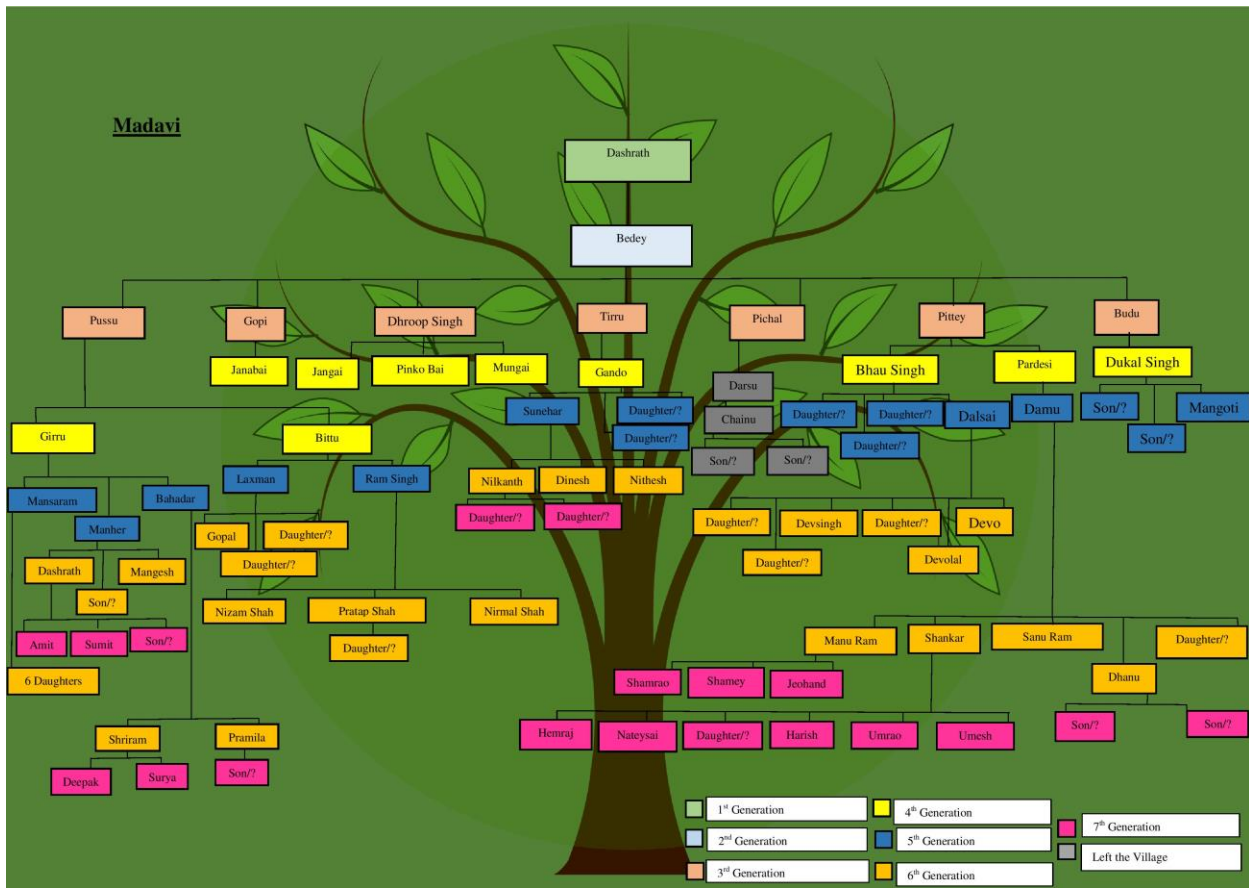 Madavi
Dashrath
Bedey
Pussu
Gopi
Dhroop Singh
Tirru
Pichal
Pittey
Budu
Janabai
Jangai
Pinko Bai
Mungai
Gando
Darsu
Bhau Singh
Pardesi
Dukal Singh
Girru
Bittu
Sunehar
Daughter/?
Daughter/?
Chainu
Son/?
Son/?
Daughter/?
Daughter/?
Daughter/?
Dalsai
Damu
Son/?
Son/?
Mangoti
Mansaram
Manher
Bahadar
Laxman
Ram Singh
Nilkanth
Dinesh
Nithesh
Daughter/?
Daughter/?
Gopal
Daughter/?
Daughter/?
Daughter/?
Daughter/?
Devsingh
Daughter/?
Devolal
Devo
Dashrath
Son/?
Mangesh
Amit
Sumit
Son/?
6 Daughters
Nizam Shah
Pratap Shah
Nirmal Shah
Daughter/?
Manu Ram
Shankar
Sanu Ram
Dhanu
Daughter/?
Shamrao
Shamey
Jeohand
Hemraj
Nateysai
Daughter/?
Harish
Umrao
Umesh
Son/?
Son/?
Shriram
Pramila
Deepak
Surya
Son/?
1st Generation
2nd Generation
3rd Generation
4th Generation
5th Generation
6th Generation
7th Generation
Left the Village